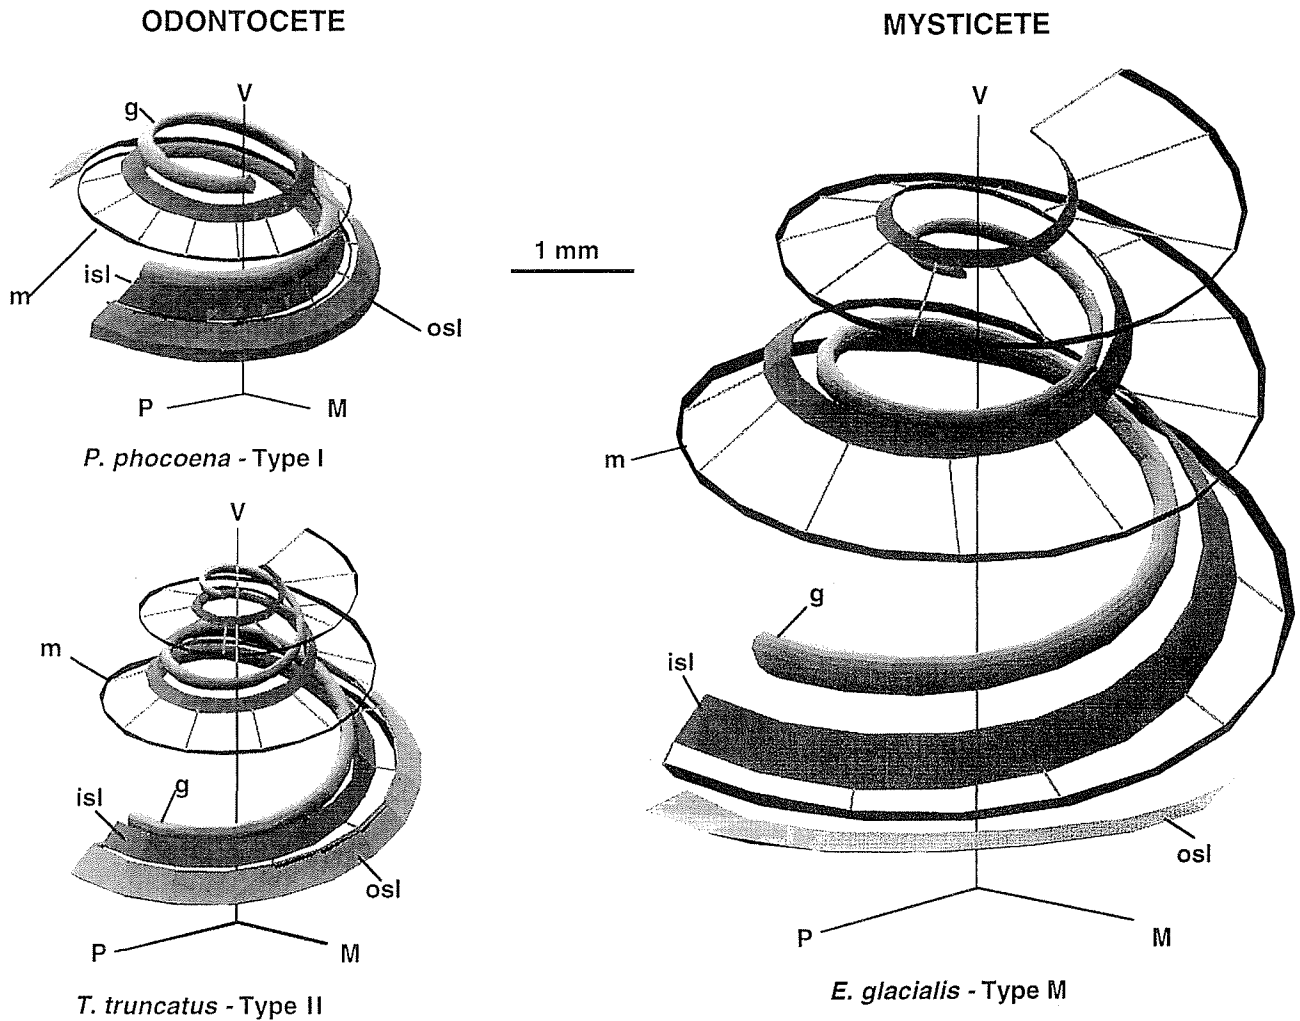 ODONTOCETE
V
g
m
isl
osl
P
M
P. phocoena - Type I
1 mm
V
m
isl
g
osl
P
M
T. truncatus - Type II
MYSTICETE
V
m
g
isl
osl
P
M
E. glacialis - Type M